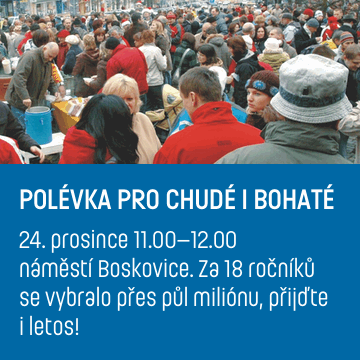 POLÉVKA PRO CHUDÉ I BOHATÉ
24. prosince 11.00–12.00
náměstí Boskovice. Za 18 ročníků
se vybralo přes půl miliónu, přijďte
i letos!